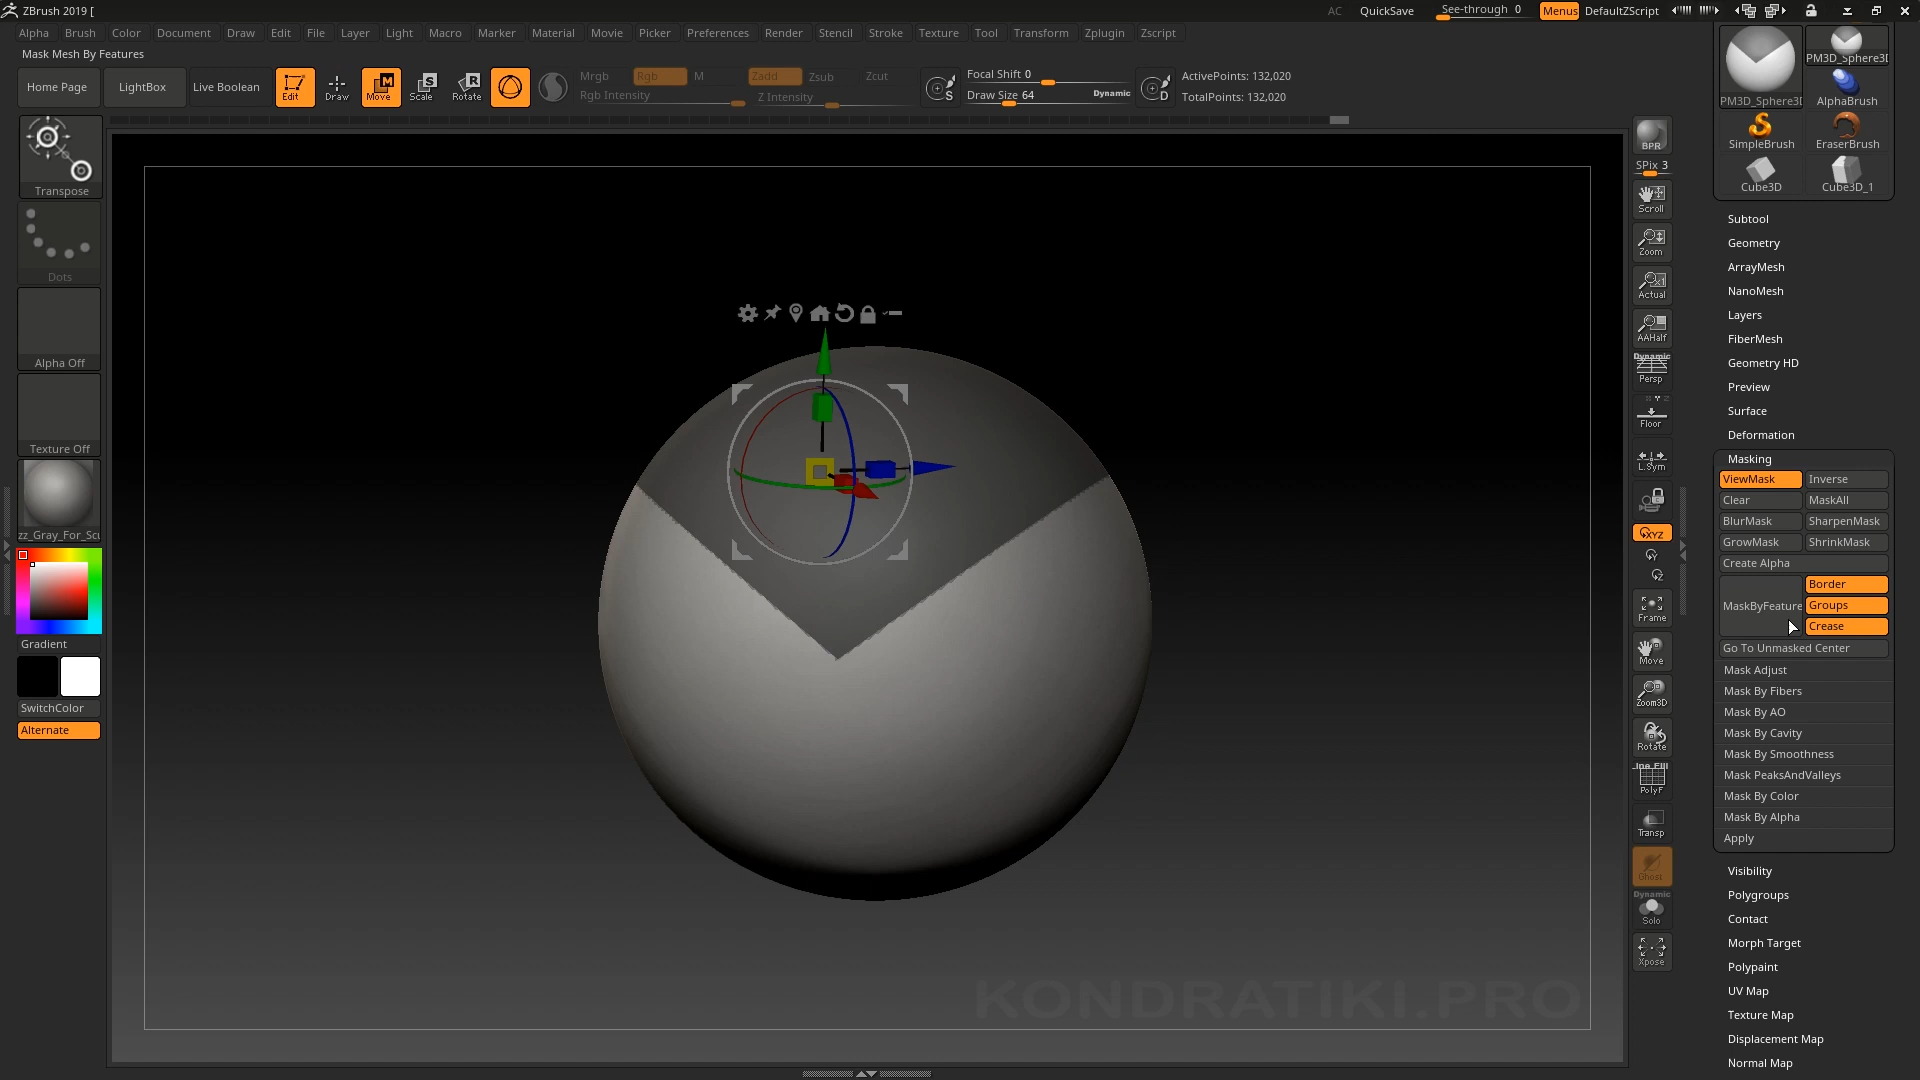 ZBrush 2019 [
AC
QuickSave
See-through 0
Menus
DefaultZScript
Alpha Brush Color Document Draw Edit File Layer Light Macro Marker Material Movie Picker Preferences Render Stencil Stroke Texture Tool Transform Zplugin Zscript
Mask Mesh By Features
Home Page
LightBox
Live Boolean
Edit
Draw
Move
Scale
Rotate
Mrgb Rgb M
Rgb Intensity
Zadd Zsub Zcut
Z Intensity
S
Focal Shift 0
Draw Size 64
Dynamic
D
ActivePoints: 132,020
TotalPoints: 132,020
Transpose
Dots
Alpha Off
Texture Off
zz_Gray_For_Scu
Gradient
SwitchColor
Alternate
KONDRATIKI.PRO
BPR
SPix 3
Scroll
Zoom
Actual
AAHalf
Dynamic
Persp
Floor
L.Sym
XYZ
Y
Z
Frame
Move
Zoom3D
Rotate
Line Fill
PolyF
Transp
Ghost
Dynamic
Solo
Xpose
PM3D_Sphere3D
PM3D_Sphere3D
AlphaBrush
SimpleBrush
EraserBrush
Cube3D
Cube3D_1
Subtool
Geometry
ArrayMesh
NanoMesh
Layers
FiberMesh
Geometry HD
Preview
Surface
Deformation
Masking
ViewMask Inverse
Clear MaskAll
BlurMask SharpenMask
GrowMask ShrinkMask
Create Alpha
MaskByFeature
Border
Groups
Crease
Go To Unmasked Center
Mask Adjust
Mask By Fibers
Mask By AO
Mask By Cavity
Mask By Smoothness
Mask PeaksAndValleys
Mask By Color
Mask By Alpha
Apply
Visibility
Polygroups
Contact
Morph Target
Polypaint
UV Map
Texture Map
Displacement Map
Normal Map